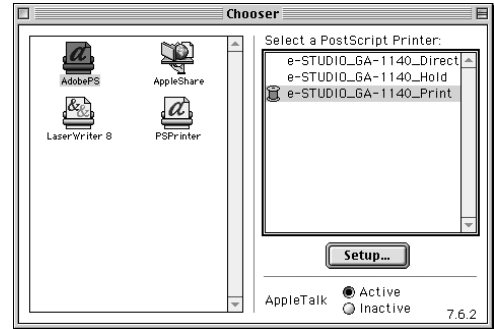 Chooser
AdobePS
AppleShare
LaserWriter 8
PSPrinter
Select a PostScript Printer:
e-STUDIO_GA-1140_Direct
e-STUDIO_GA-1140_Hold
e-STUDIO_GA-1140_Print
Setup...
AppleTalk
Active
Inactive
7.6.2